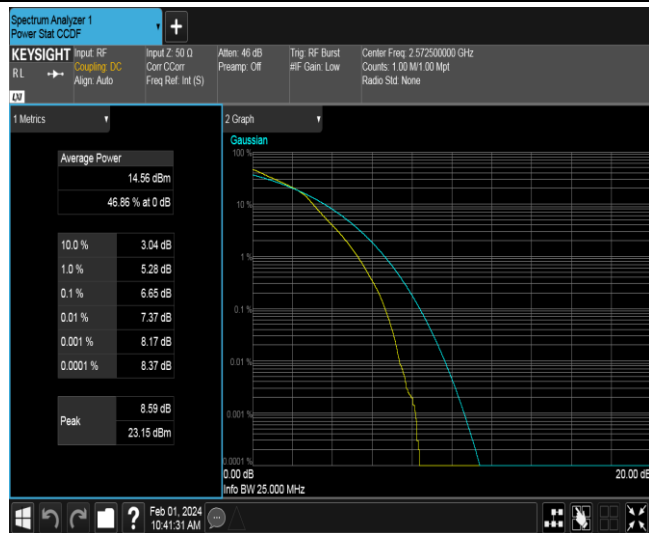 Spectrum Analyzer 1
Power Stat CCDF
+
KEYSIGHT
RL
Input: RF
Coupling: DC
Align: Auto
Input Z: 50 Ω
Corr CCorr
Freq Ref: Int (S)
Atten: 46 dB
Preamp: Off
Trig: RF Burst
#IF Gain: Low
Center Freq: 2.572500000 GHz
Counts: 1.00 M/1.00 Mpt
Radio Std: None
1 Metrics
Average Power
14.56 dBm
46.86 % at 0 dB
10.0 % 3.04 dB
1.0 % 5.28 dB
0.1 % 6.65 dB
0.01 % 7.37 dB
0.001 % 8.17 dB
0.0001 % 8.37 dB
Peak
8.59 dB
23.15 dBm
2 Graph
Gaussian
100 %
10 %
1 %
0.1 %
0.01 %
0.001 %
0.0001 %
0.00 dB
20.00 dB
Info BW 25.000 MHz
?
Feb 01, 2024
10:41:31 AM